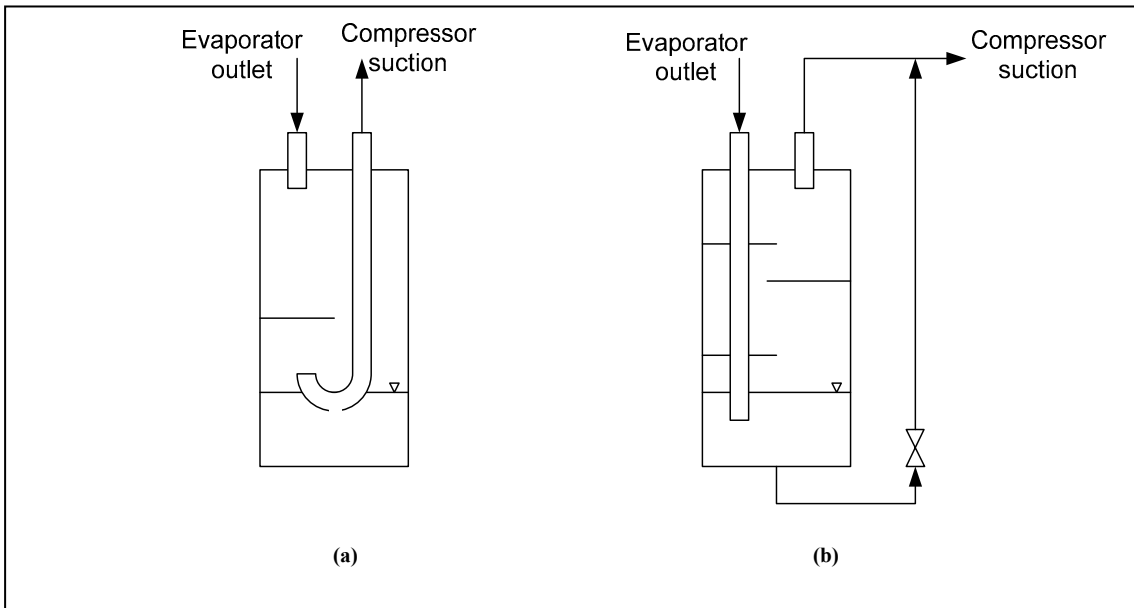 Evaporator
outlet
Compressor
suction
Evaporator
outlet
Compressor
suction
(a)
(b)